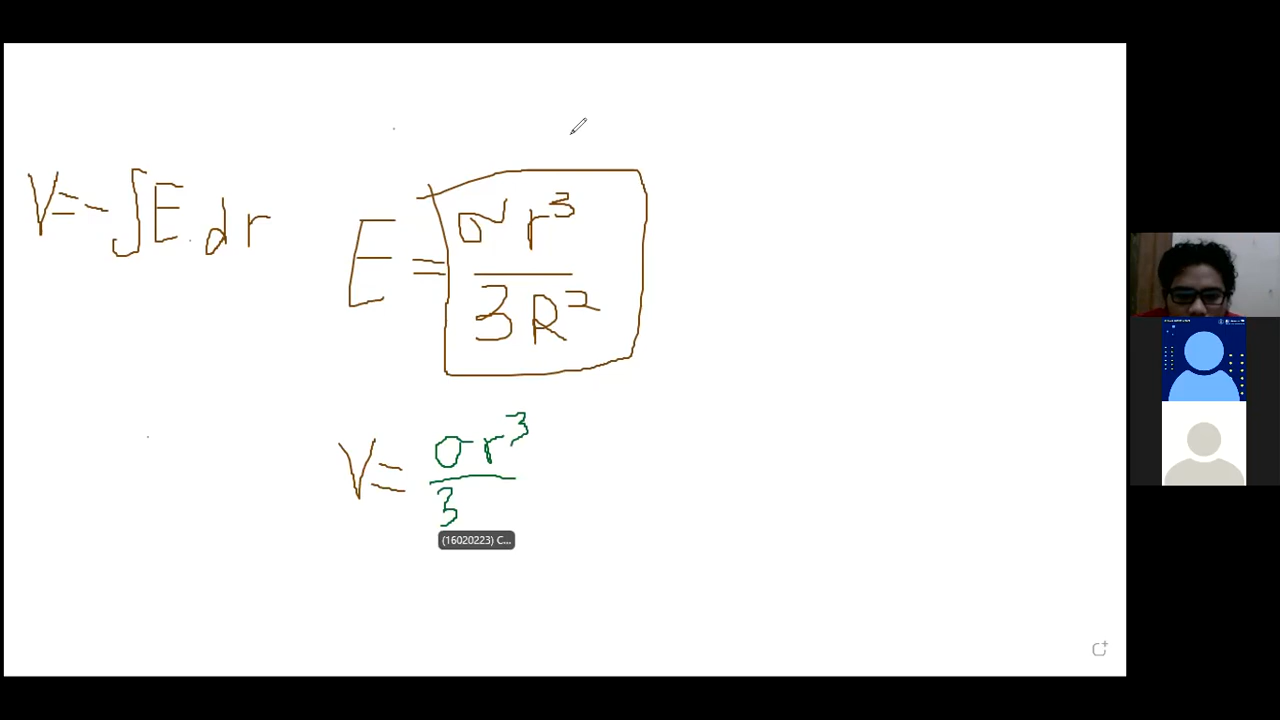 V=-∫E.dr
E = σr³/3R²
V= σr³/3
(16020223) C...